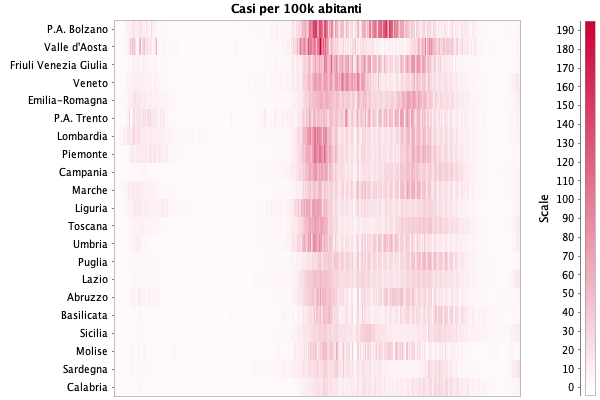 Casi per 100k abitanti
P.A. Bolzano
Valle d'Aosta
Friuli Venezia Giulia
Veneto
Emilia-Romagna
P.A. Trento
Lombardia
Piemonte
Campania
Marche
Liguria
Toscana
Umbria
Puglia
Lazio
Abruzzo
Basilicata
Sicilia
Molise
Sardegna
Calabria
Scale
190
180
170
160
150
140
130
120
110
100
90
80
70
60
50
40
30
20
10
0